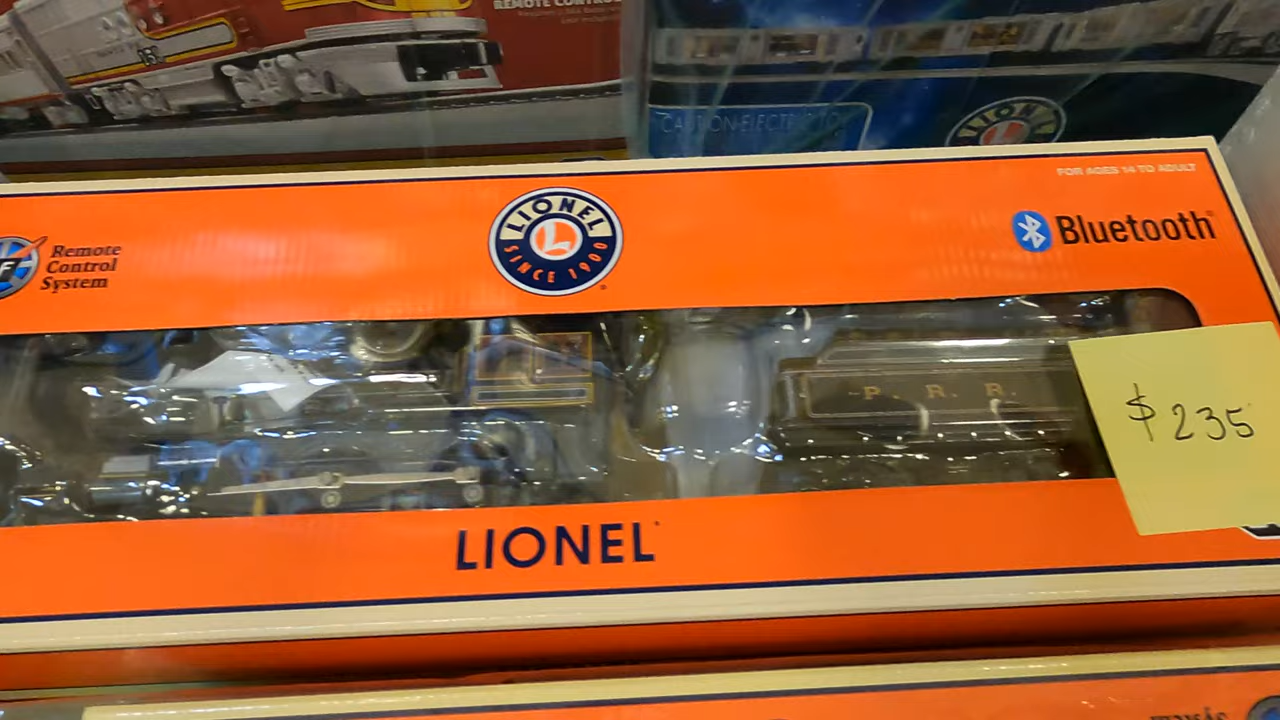 REMOTE CONTROL
LIONEL
FOR AGES 14 TO ADULT
Remote
Control
System
LIONEL
L
SINCE 1900
Bluetooth
P. R. R.
$235
LIONEL